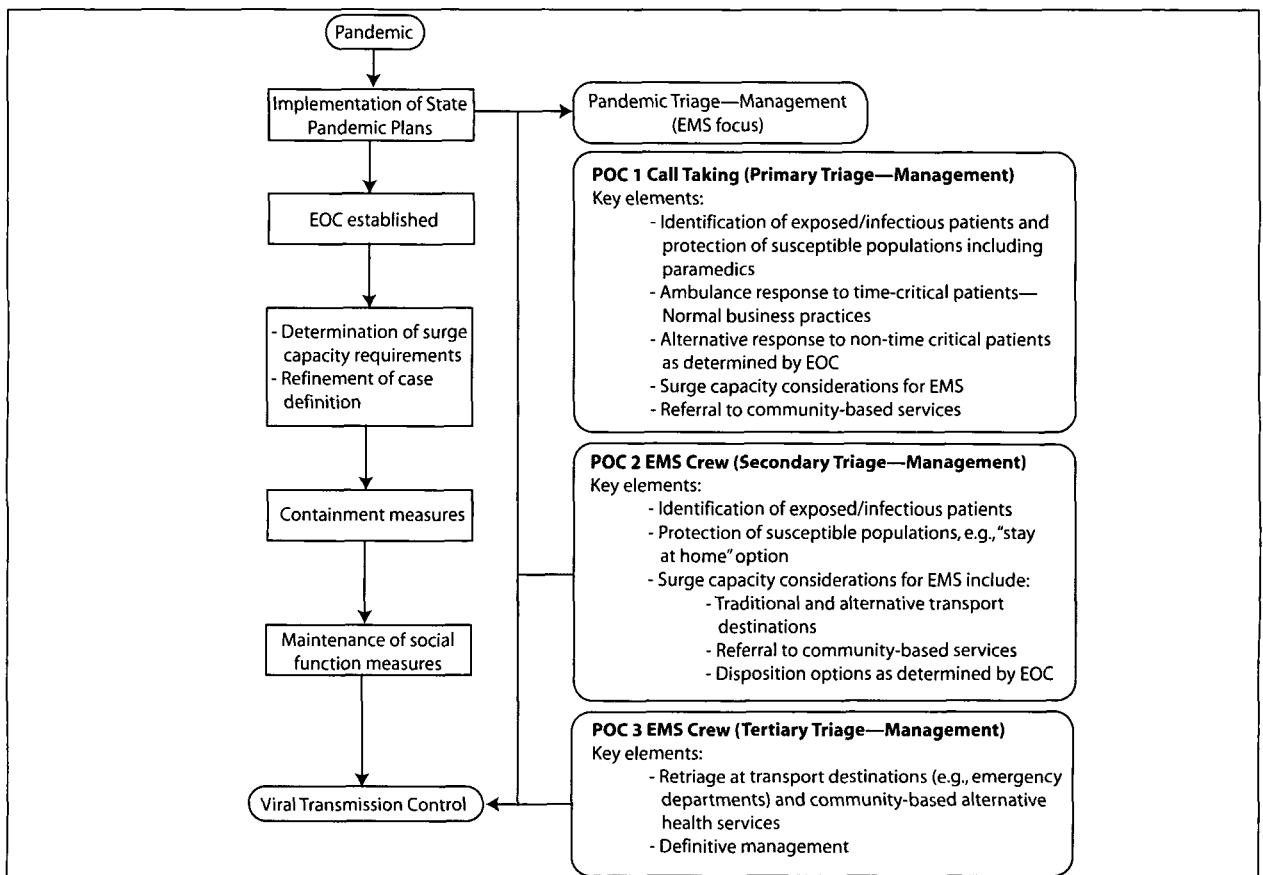 Pandemic
Implementation of State
Pandemic Plans
EOC established
- Determination of surge
capacity requirements
- Refinement of case
definition
Containment measures
Maintenance of social
function measures
Viral Transmission Control
Pandemic Triage—Management
(EMS focus)
POC 1 Call Taking (Primary Triage—Management)
Key elements:
- Identification of exposed/infectious patients and
protection of susceptible populations including
paramedics
- Ambulance response to time-critical patients—
Normal business practices
- Alternative response to non-time critical patients
as determined by EOC
- Surge capacity considerations for EMS
- Referral to community-based services
POC 2 EMS Crew (Secondary Triage—Management)
Key elements:
- Identification of exposed/infectious patients
- Protection of susceptible populations, e.g., "stay
at home" option
- Surge capacity considerations for EMS include:
- Traditional and alternative transport
destinations
- Referral to community-based services
- Disposition options as determined by EOC
POC 3 EMS Crew (Tertiary Triage—Management)
Key elements:
- Retriage at transport destinations (e.g., emergency
departments) and community-based alternative
health services
- Definitive management